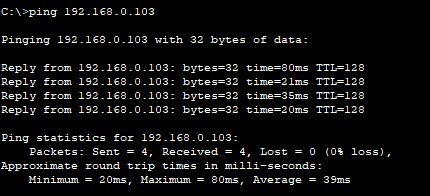 C:\>ping 192.168.0.103
Pinging 192.168.0.103 with 32 bytes of data:
Reply from 192.168.0.103: bytes=32 time=80ms TTL=128
Reply from 192.168.0.103: bytes=32 time=21ms TTL=128
Reply from 192.168.0.103: bytes=32 time=35ms TTL=128
Reply from 192.168.0.103: bytes=32 time=20ms TTL=128
Ping statistics for 192.168.0.103:
    Packets: Sent = 4, Received = 4, Lost = 0 (0% loss),
Approximate round trip times in milli-seconds:
    Minimum = 20ms, Maximum = 80ms, Average = 39ms